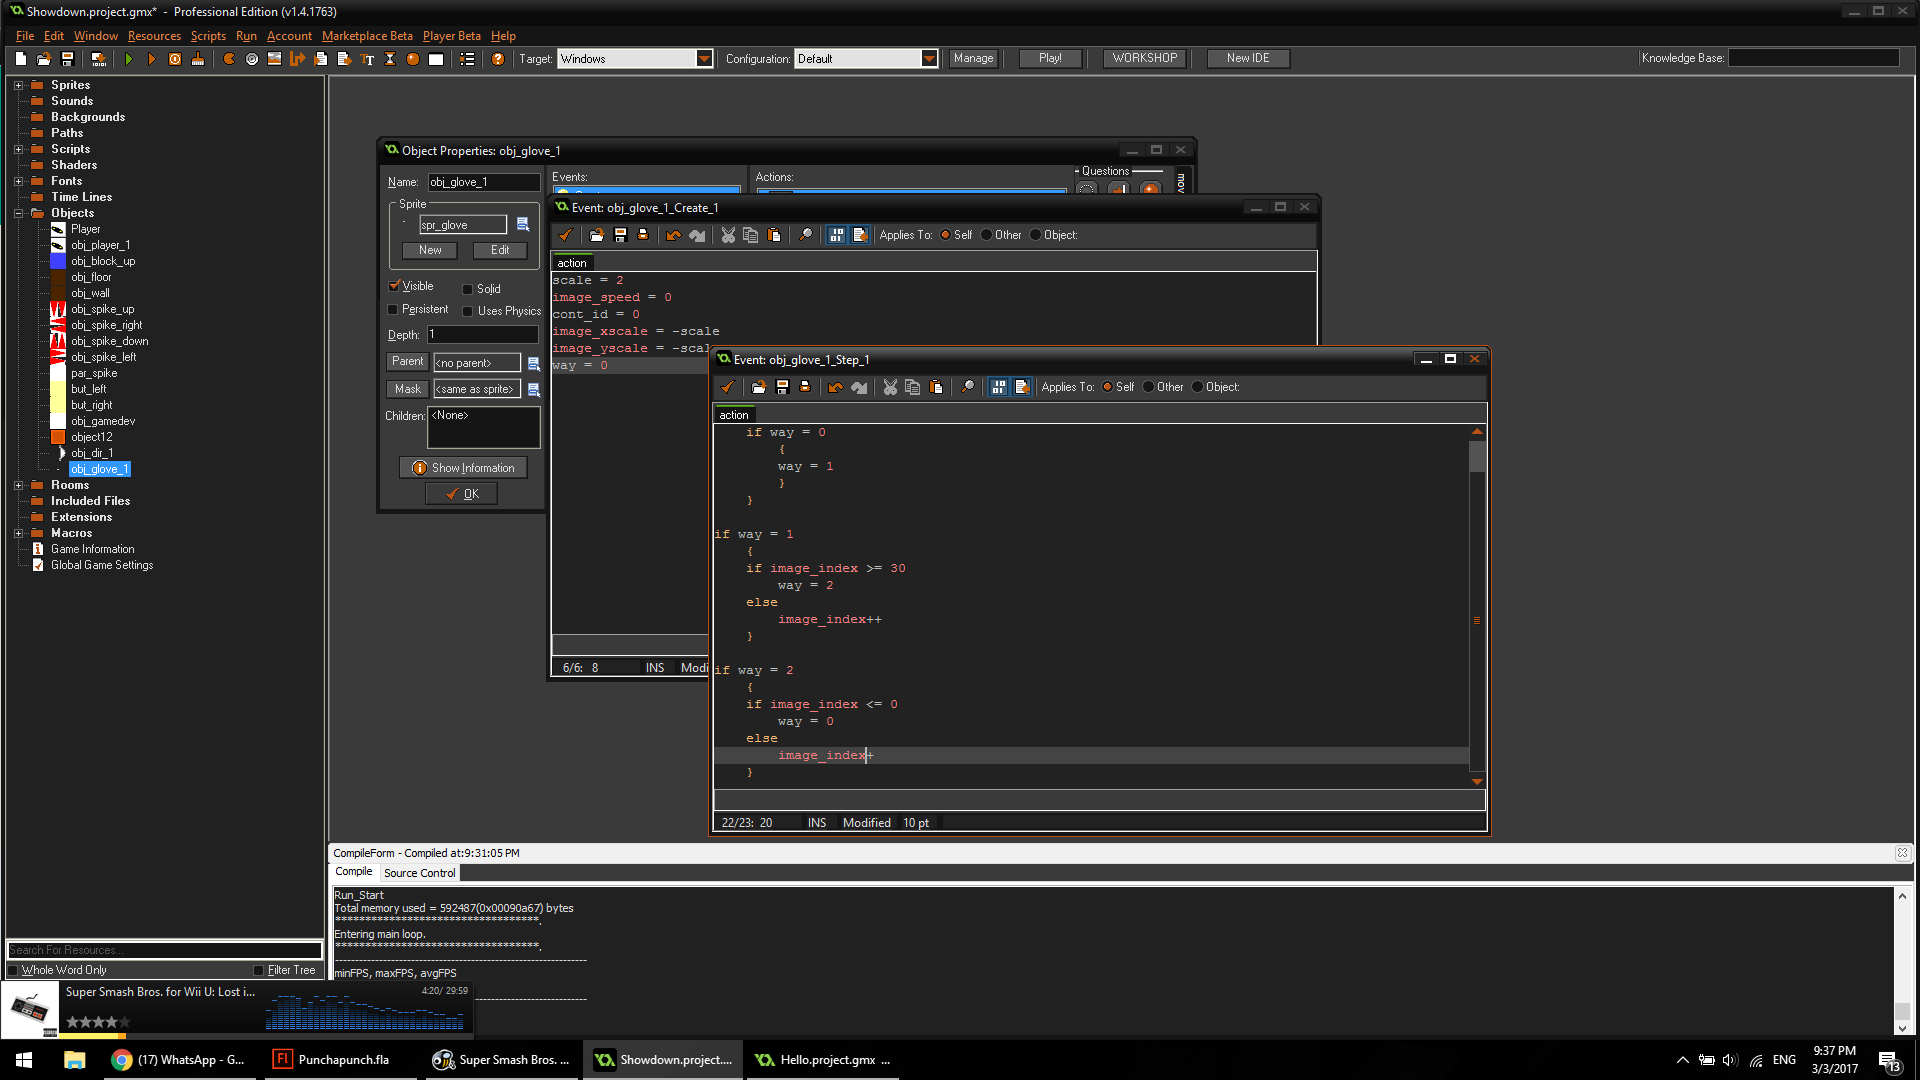 Showdown.project.gmx* - Professional Edition (v1.4.1763)
File Edit Window Resources Scripts Run Account Marketplace Beta Player Beta Help
Target: Windows Configuration: Default Manage Play! WORKSHOP New IDE Knowledge Base:
Sprites
Sounds
Backgrounds
Paths
Scripts
Shaders
Fonts
Time Lines
Objects
Player
obj_player_1
obj_block_up
obj_floor
obj_wall
obj_spike_up
obj_spike_right
obj_spike_down
obj_spike_left
par_spike
but_left
but_right
obj_gamedev
object12
obj_dir_1
obj_glove_1
Rooms
Included Files
Extensions
Macros
Game Information
Global Game Settings
Search For Resources...
Whole Word Only Filter Tree
Object Properties: obj_glove_1
Name: obj_glove_1
Sprite
spr_glove
New Edit
Visible Solid
Persistent Uses Physics
Depth: 1
Parent <no parent>
Mask <same as sprite>
Children: <None>
Show Information
OK
Events: Actions: Questions
Event: obj_glove_1_Create_1
Applies To: Self Other Object:
action
scale = 2
image_speed = 0
cont_id = 0
image_xscale = -scale
image_yscale = -scal
way = 0
6/6: 8 INS Modi
Event: obj_glove_1_Step_1
Applies To: Self Other Object:
action
if way = 0
{
way = 1
}
}
if way = 1
{
if image_index >= 30
way = 2
else
image_index++
}
if way = 2
{
if image_index <= 0
way = 0
else
image_index+
}
22/23: 20 INS Modified 10 pt
CompileForm - Compiled at:9:31:05 PM
Compile Source Control
Run_Start
Total memory used = 592487(0x00090a67) bytes
**********************************.
Entering main loop.
**********************************.
minFPS, maxFPS, avgFPS
Super Smash Bros. for Wii U: Lost i... 4:20/ 29:59
(17) WhatsApp - G... Punchapunch.fla Super Smash Bros. ... Showdown.project.... Hello.project.gmx ...
ENG 9:37 PM
3/3/2017
13